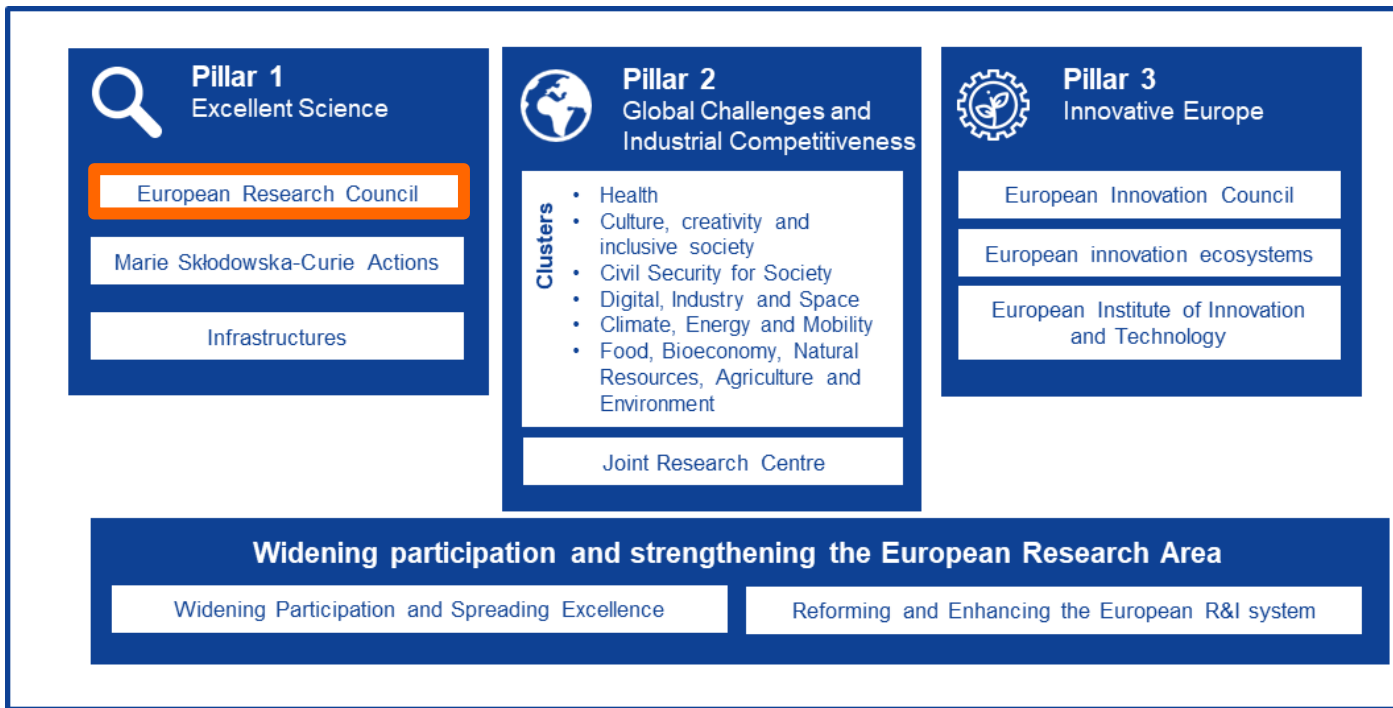 Pillar 1
Excellent Science
European Research Council
Marie Skłodowska-Curie Actions
Infrastructures
Pillar 2
Global Challenges and
Industrial Competitiveness
Clusters
• Health
• Culture, creativity and
inclusive society
• Civil Security for Society
• Digital, Industry and Space
• Climate, Energy and Mobility
• Food, Bioeconomy, Natural
Resources, Agriculture and
Environment
Joint Research Centre
Pillar 3
Innovative Europe
European Innovation Council
European innovation ecosystems
European Institute of Innovation
and Technology
Widening participation and strengthening the European Research Area
Widening Participation and Spreading Excellence
Reforming and Enhancing the European R&I system